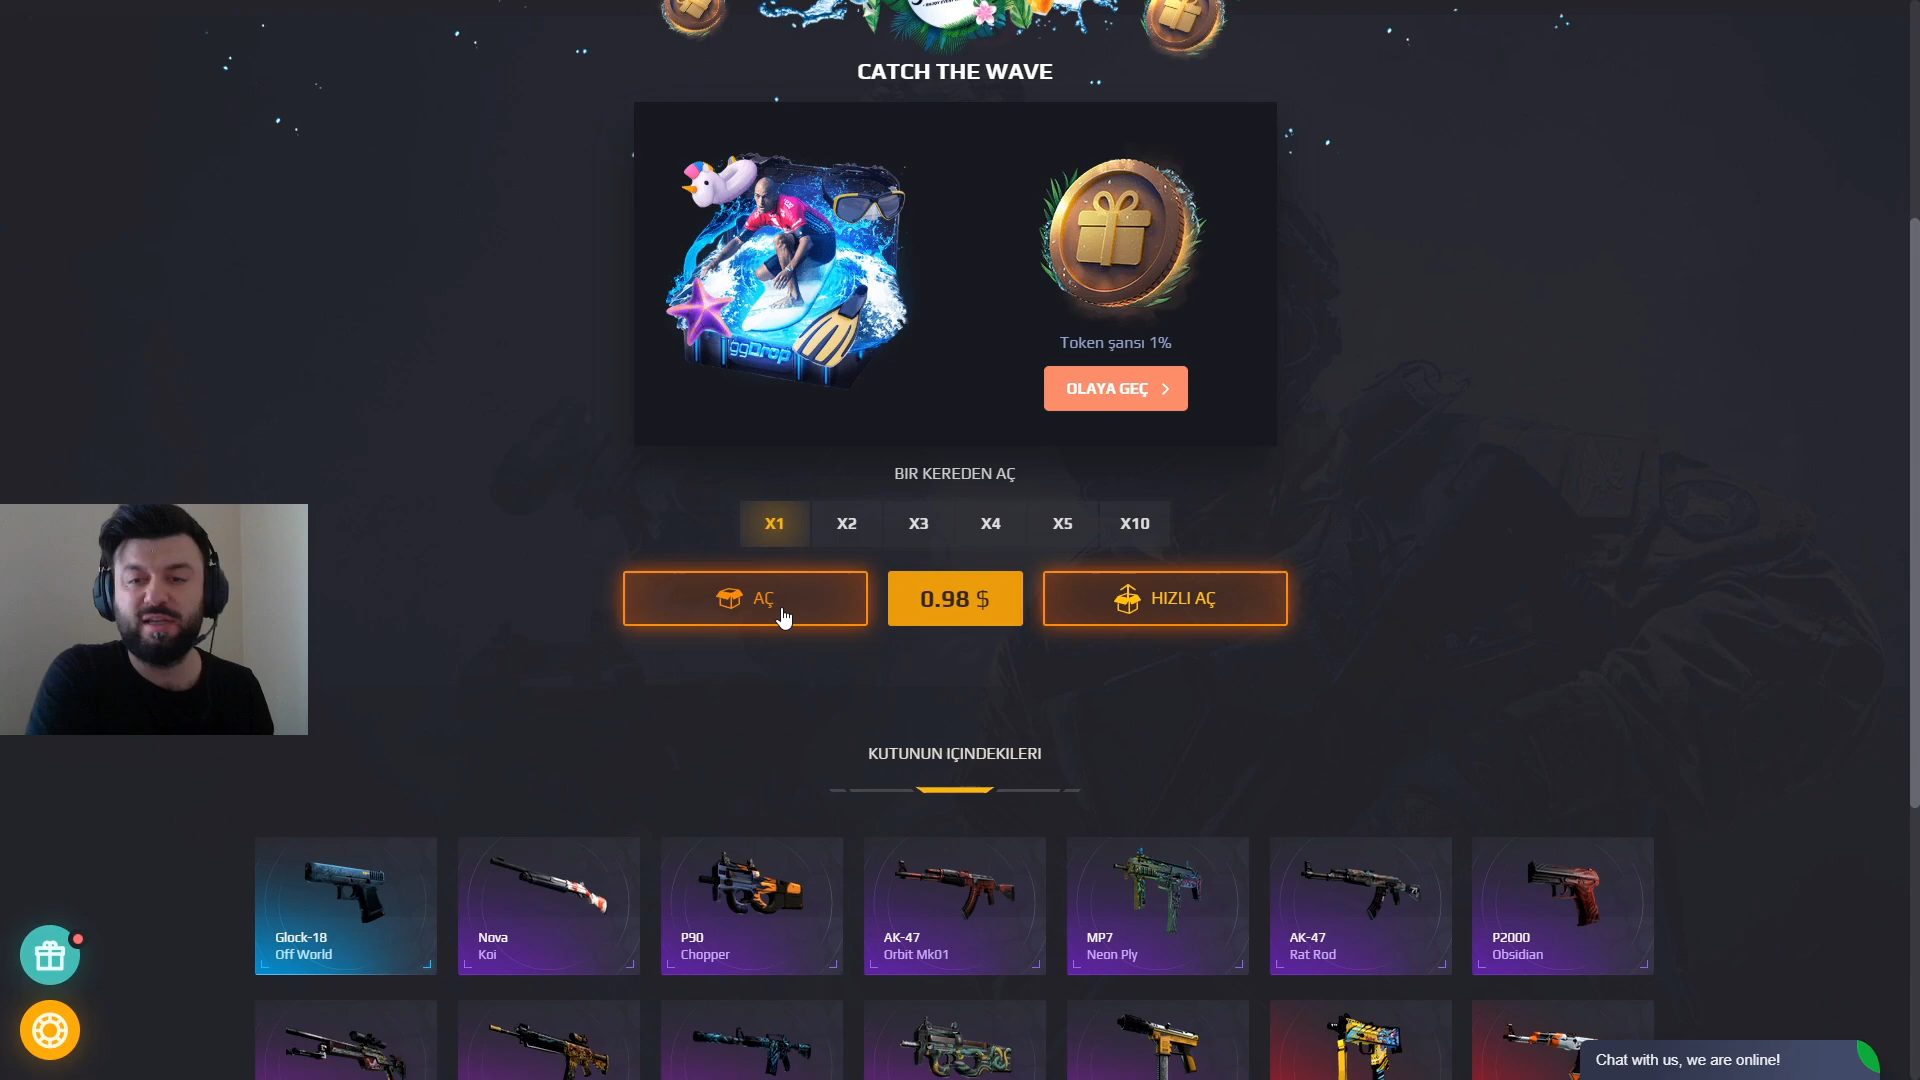 CATCH THE WAVE
ggDrop
Token şansı 1%
OLAYA GEÇ
BIR KEREDEN AÇ
X1 X2 X3 X4 X5 X10
AÇ
0.98 $
HIZLI AÇ
KUTUNUN IÇINDEKILERI
Glock-18
Off World
Nova
Koi
P90
Chopper
AK-47
Orbit Mk01
MP7
Neon Ply
AK-47
Rat Rod
P2000
Obsidian
Chat with us, we are online!